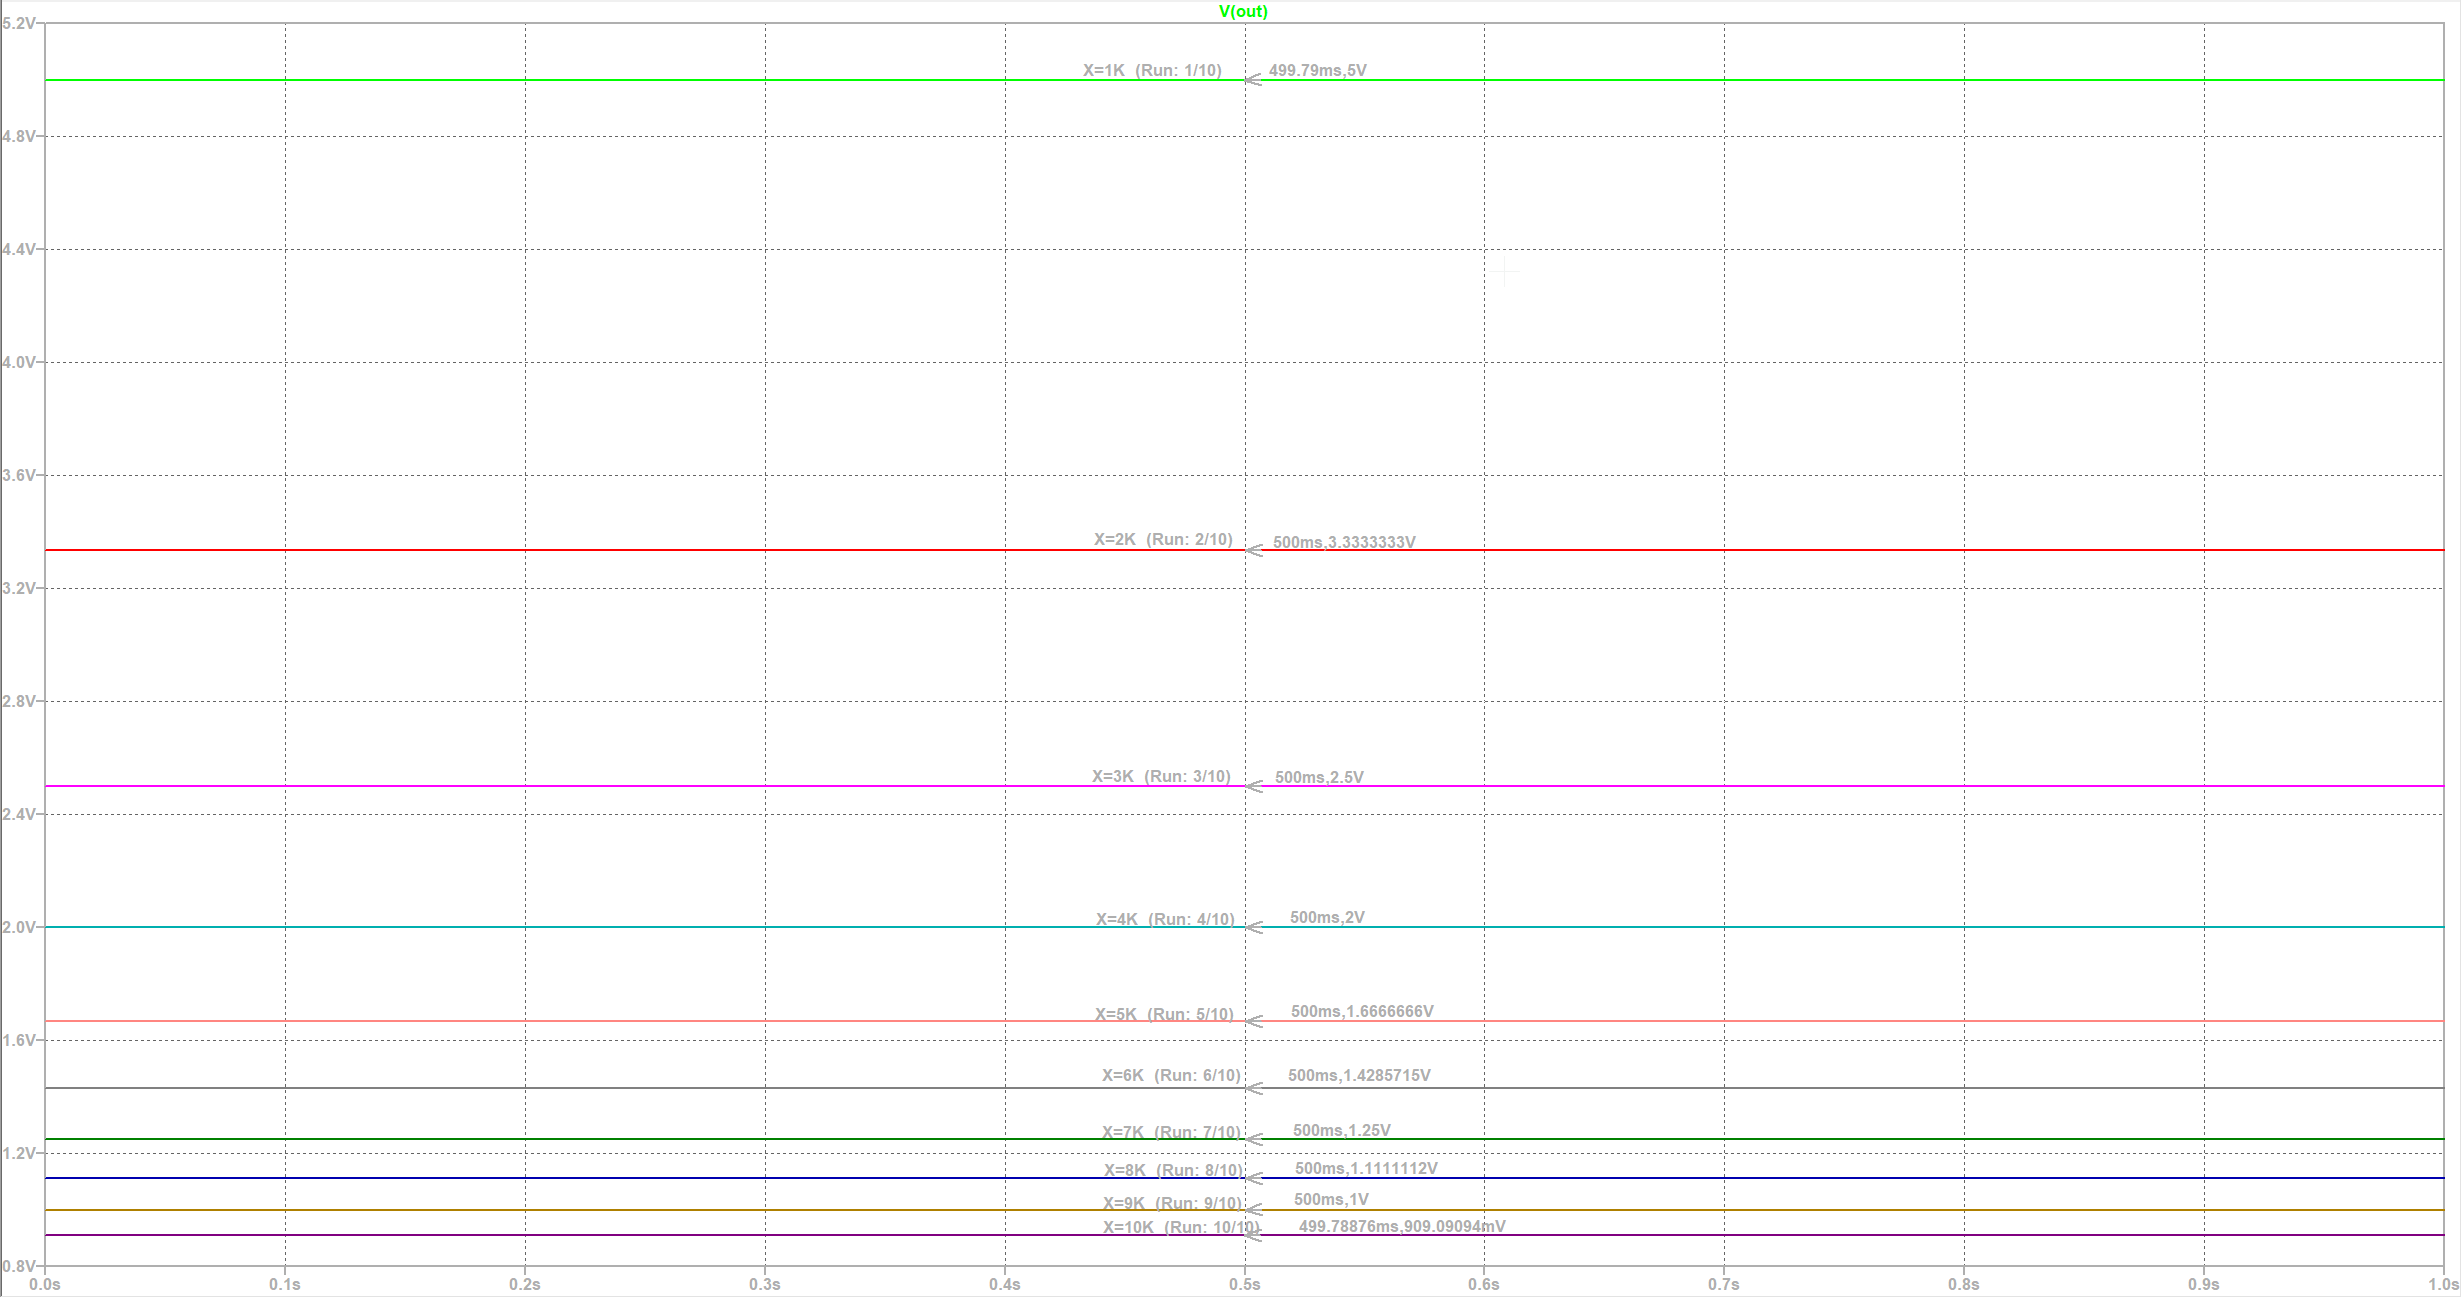 V(out)
5.2V
X=1K (Run: 1/10) 499.79ms,5V
4.8V
4.4V
4.0V
3.6V
X=2K (Run: 2/10) 500ms,3.3333333V
3.2V
2.8V
X=3K (Run: 3/10) 500ms,2.5V
2.4V
X=4K (Run: 4/10) 500ms,2V
2.0V
X=5K (Run: 5/10) 500ms,1.6666666V
1.6V
X=6K (Run: 6/10) 500ms,1.4285715V
X=7K (Run: 7/10) 500ms,1.25V
1.2V
X=8K (Run: 8/10) 500ms,1.1111112V
X=9K (Run: 9/10) 500ms,1V
X=10K (Run: 10/10) 499.78876ms,909.09094mV
0.8V
0.0s 0.1s 0.2s 0.3s 0.4s 0.5s 0.6s 0.7s 0.8s 0.9s 1.0s